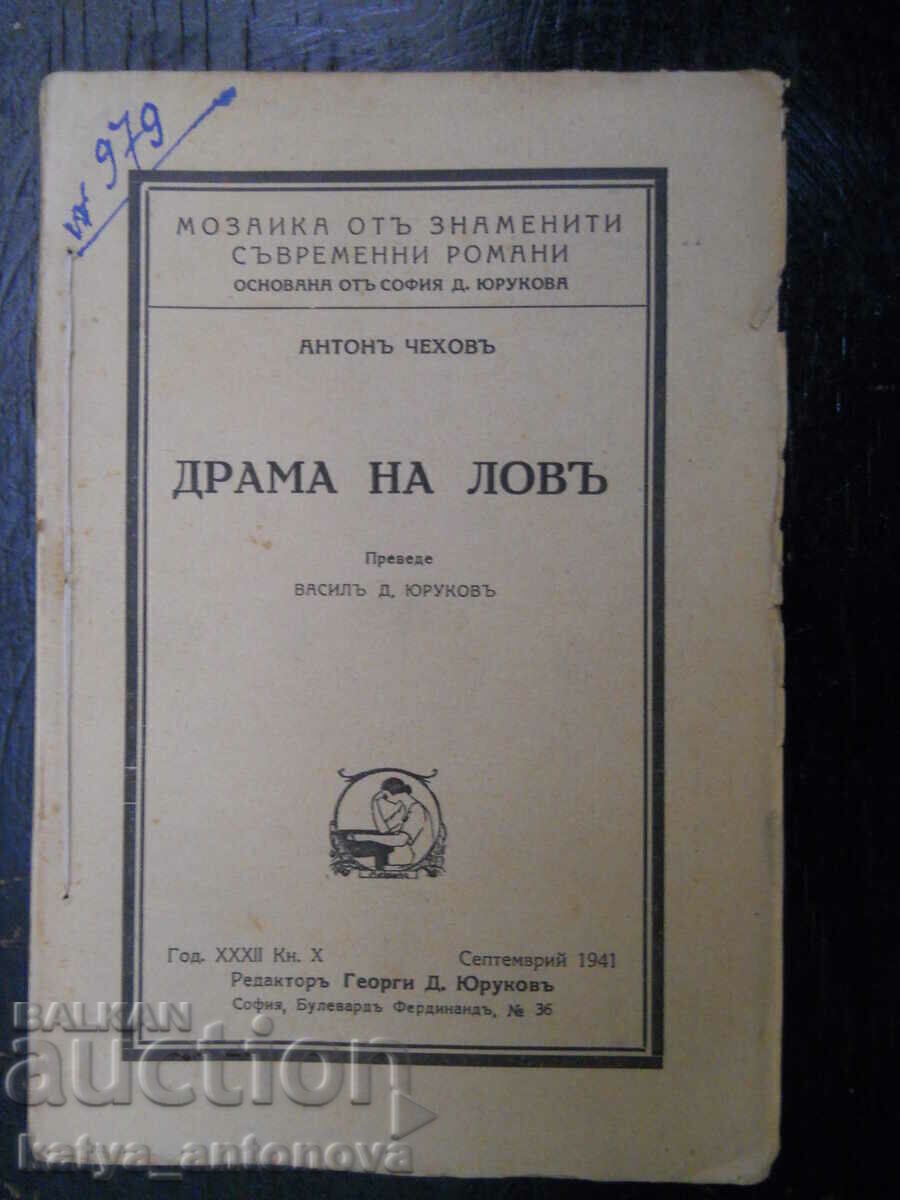 № 979
МОЗАИКА ОТЪ ЗНАМЕНИТИ
СЪВРЕМЕННИ РОМАНИ
ОСНОВАНА ОТЪ СОФИЯ Д. ЮРУКОВА
АНТОНЪ ЧЕХОВЪ
ДРАМА НА ЛОВЪ
Преведе
ВАСИЛЪ Д. ЮРУКОВЪ
Год. XXXII Кн. X Септемврий 1941
Редакторъ Георги Д. Юруковъ
София, Булевардъ Фердинандъ, № 36
BALKAN
auction
katya_antonova